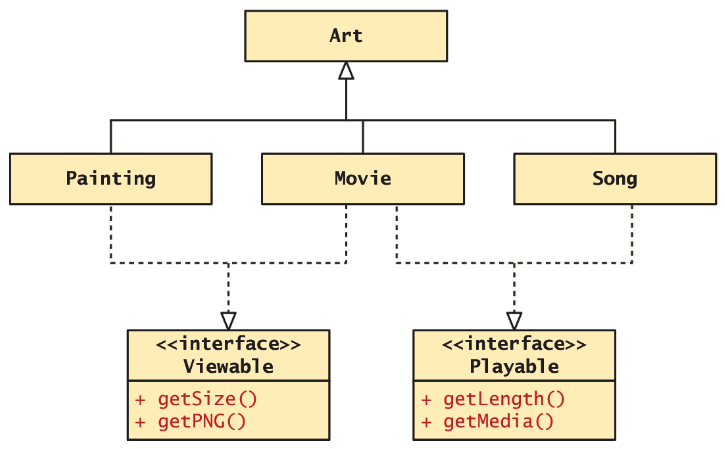 Art
Painting
Movie
Song
<<interface>>
Viewable
+ getSize()
+ getPNG()
<<interface>>
Playable
+ getLength()
+ getMedia()